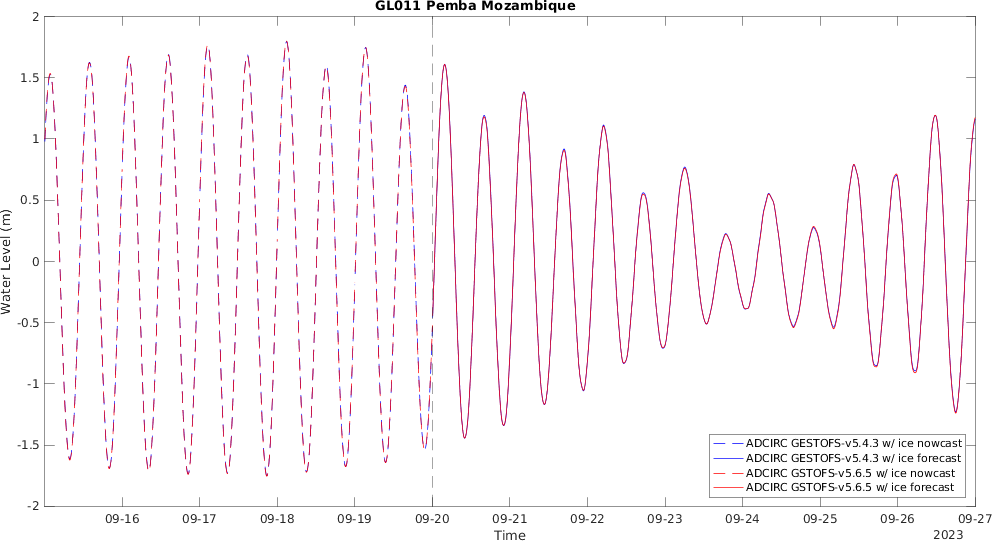 GL011 Pemba Mozambique
2
1.5
1
0.5
0
-0.5
-1
-1.5
-2
Water Level (m)
ADCIRC GESTOFS-v5.4.3 w/ ice nowcast
ADCIRC GESTOFS-v5.4.3 w/ ice forecast
ADCIRC GSTOFS-v5.6.5 w/ ice nowcast
ADCIRC GSTOFS-v5.6.5 w/ ice forecast
09-16 09-17 09-18 09-19 09-20 09-21 09-22 09-23 09-24 09-25 09-26 09-27
Time
2023